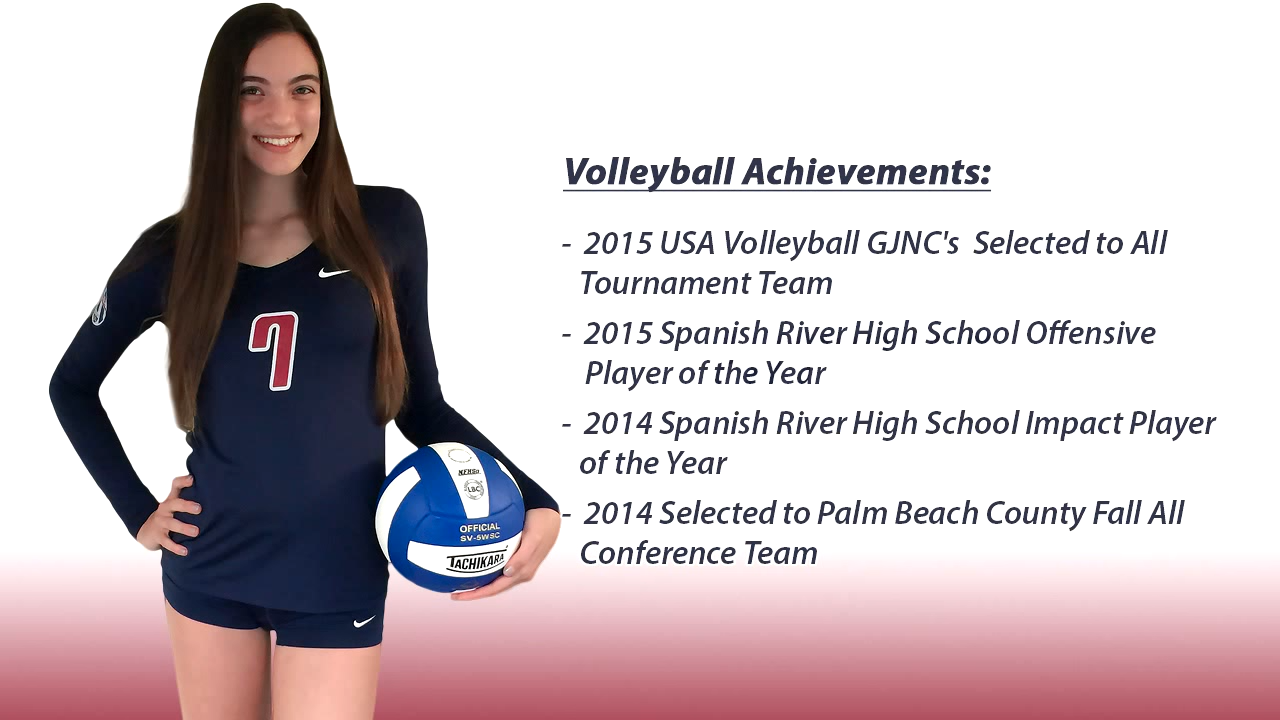 Volleyball Achievements:
- 2015 USA Volleyball GJNC's Selected to All
Tournament Team
- 2015 Spanish River High School Offensive
Player of the Year
- 2014 Spanish River High School Impact Player
of the Year
- 2014 Selected to Palm Beach County Fall All
Conference Team
7
NFHS
LBC
OFFICIAL
SV-5WSC
TACHIKARA